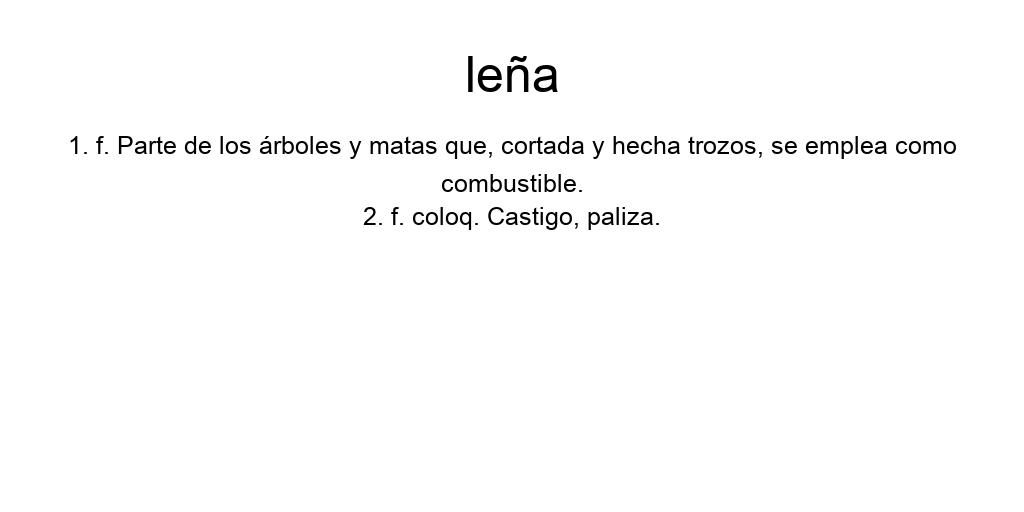 leña
1. f. Parte de los árboles y matas que, cortada y hecha trozos, se emplea como
combustible.
2. f. coloq. Castigo, paliza.